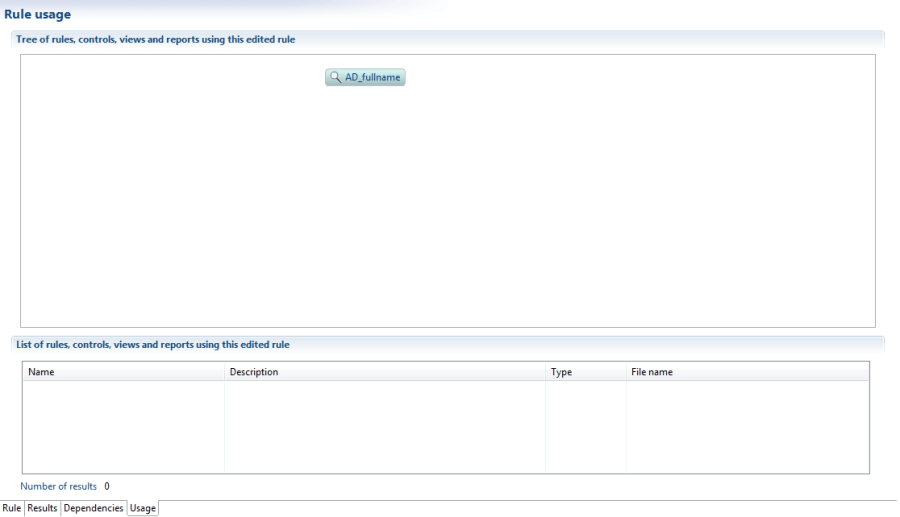 Rule usage
Tree of rules, controls, views and reports using this edited rule
AD_fullname
List of rules, controls, views and reports using this edited rule
Name Description Type File name
Number of results 0
Rule Results Dependencies Usage